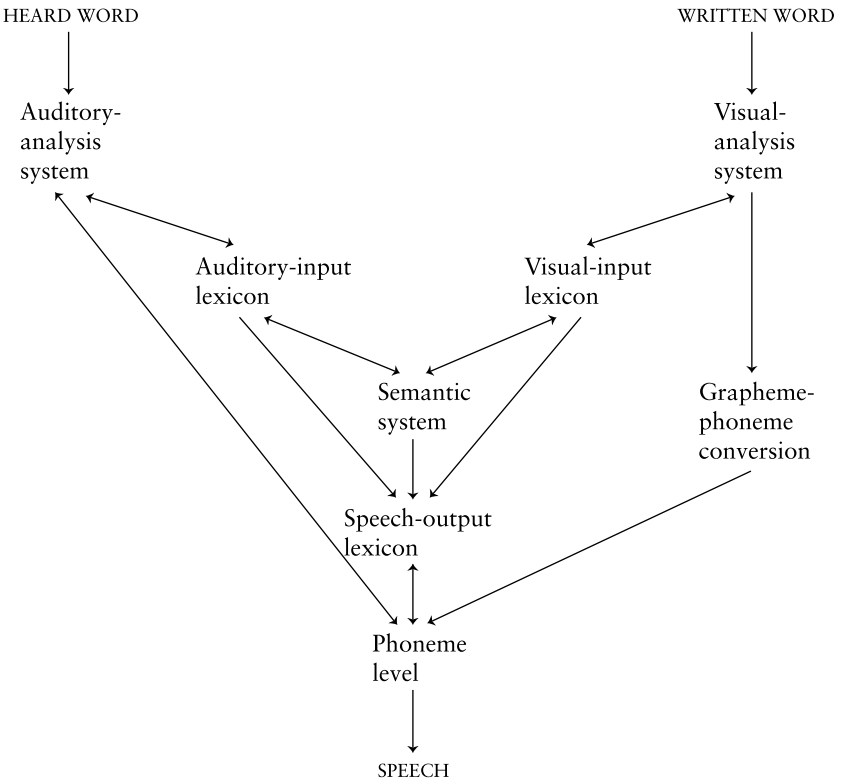 HEARD WORD
WRITTEN WORD
Auditory-
analysis
system
Visual-
analysis
system
Auditory-input
lexicon
Visual-input
lexicon
Semantic
system
Grapheme-
phoneme
conversion
Speech-output
lexicon
Phoneme
level
SPEECH